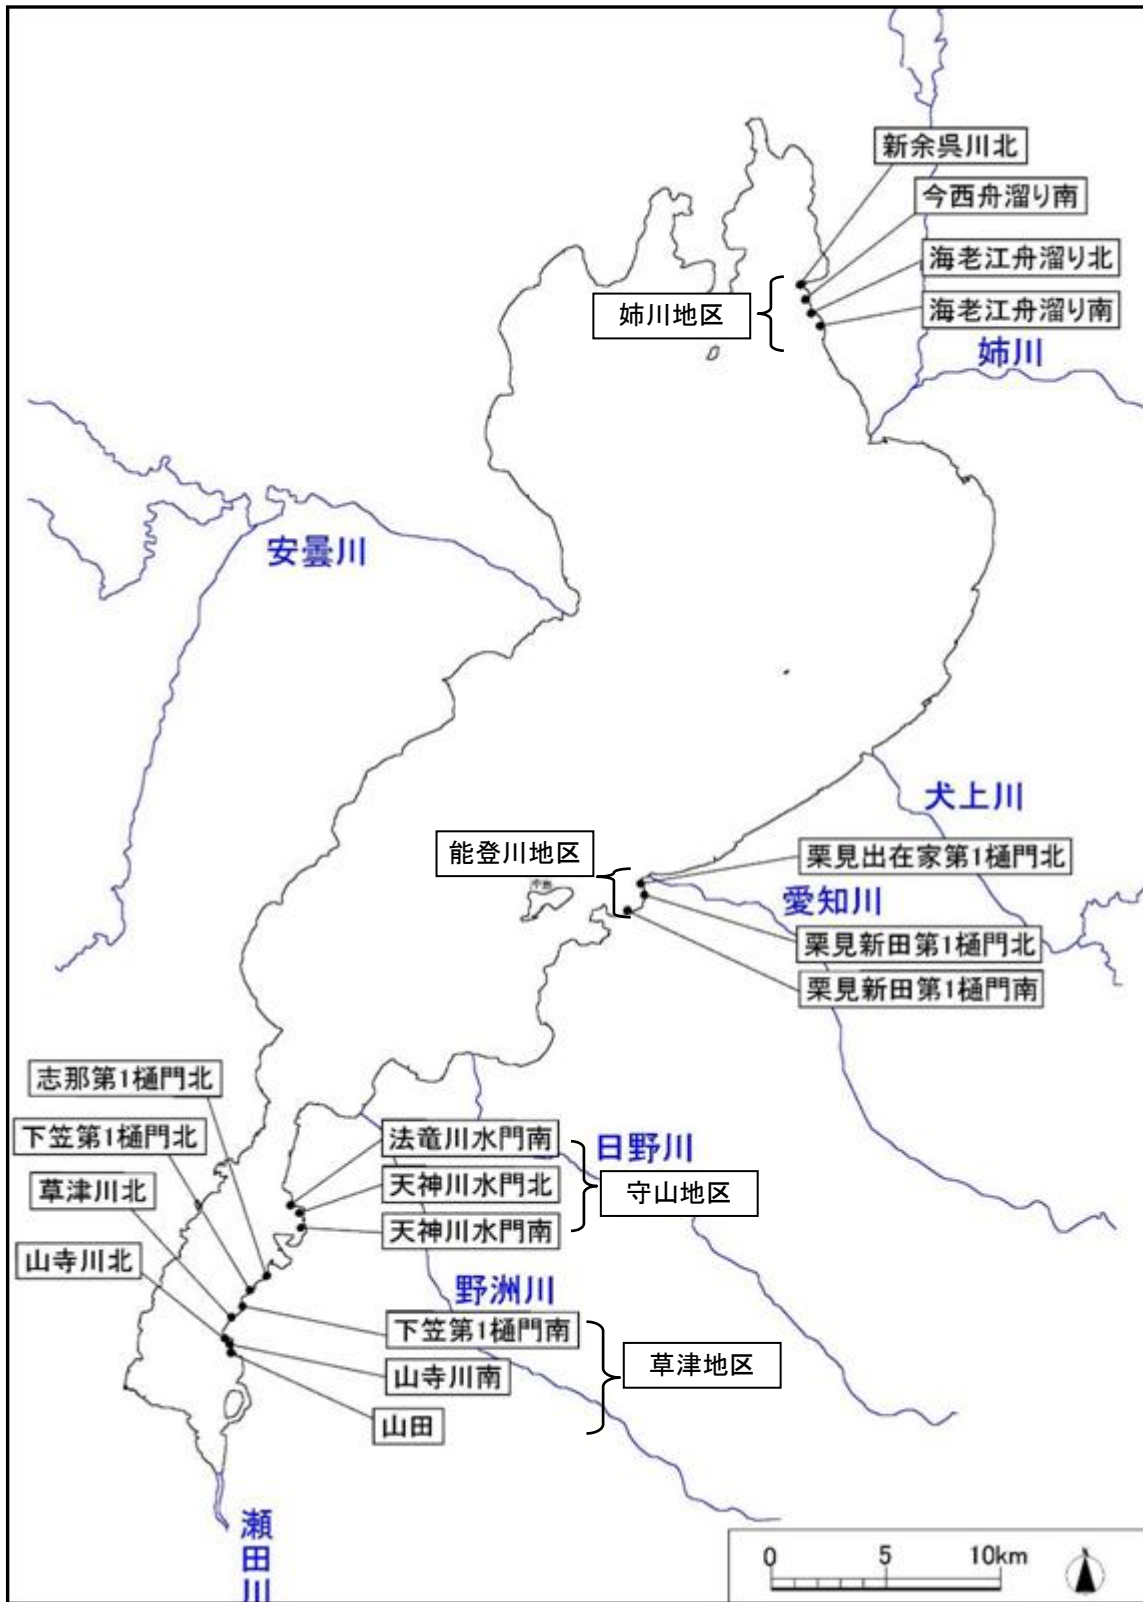 新余呉川北
今西舟溜り南
海老江舟溜り北
姉川地区
海老江舟溜り南
姉川
安曇川
犬上川
能登川地区
栗見出在家第1樋門北
沖島
愛知川
栗見新田第1樋門北
栗見新田第1樋門南
志那第1樋門北
下笠第1樋門北
法竜川水門南
日野川
草津川北
天神川水門北
守山地区
天神川水門南
山寺川北
野洲川
下笠第1樋門南
草津地区
山寺川南
山田
瀬田川
0 5 10km
N